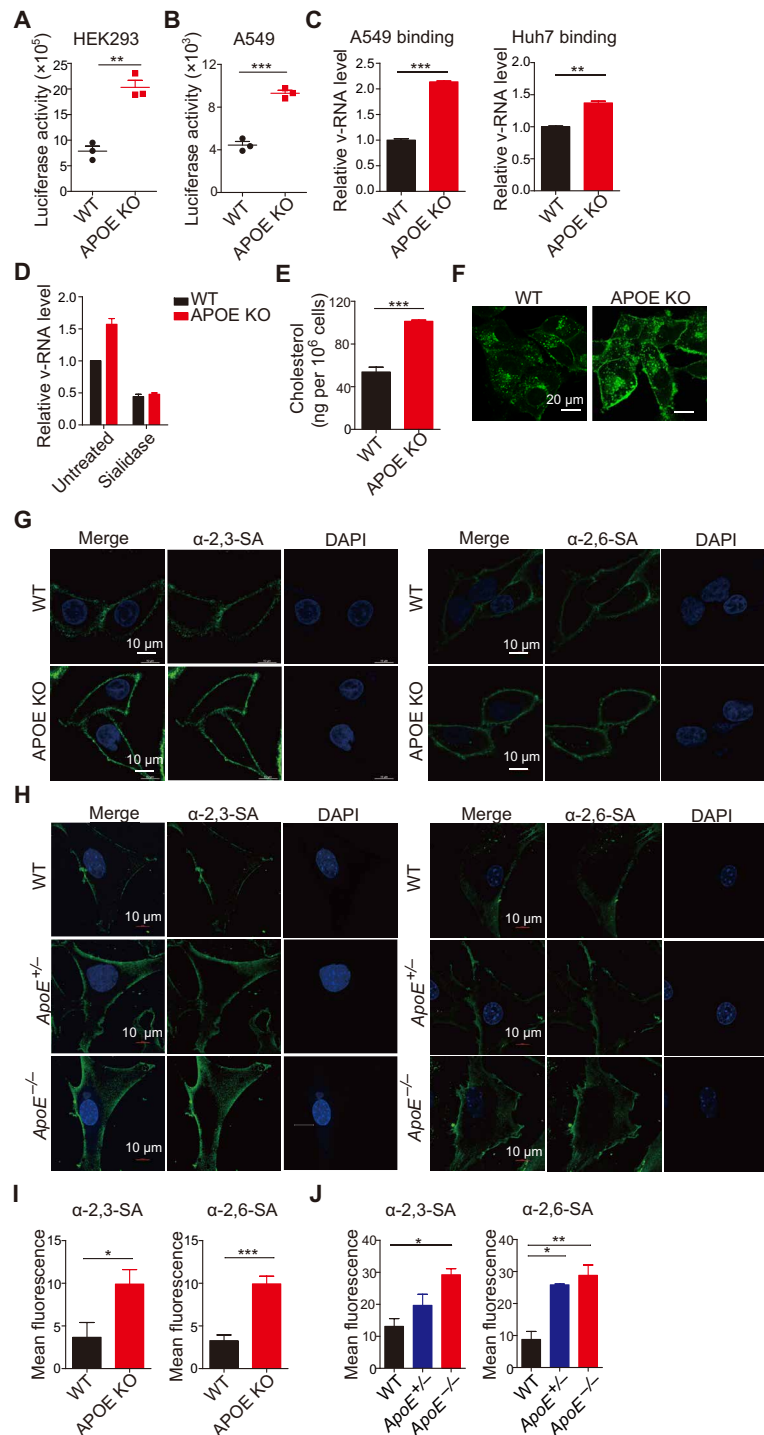 A
HEK293
Luciferase activity (×10⁵)
25
20
15
10
5
0
**
WT
APOE KO
B
A549
Luciferase activity (×10³)
12
8
4
0
***
WT
APOE KO
C
A549 binding
Relative v-RNA level
2.5
2.0
1.5
1.0
0.5
0.0
***
WT
APOE KO
Huh7 binding
Relative v-RNA level
2.5
2.0
1.5
1.0
0.5
0.0
**
WT
APOE KO
D
Relative v-RNA level
2.0
1.5
1.0
0.5
0.0
Untreated
Sialidase
WT
APOE KO
E
Cholesterol
(ng per 10⁶ cells)
120
80
40
0
***
WT
APOE KO
F
WT
APOE KO
20 µm
G
Merge
α-2,3-SA
DAPI
Merge
α-2,6-SA
DAPI
WT
10 µm
WT
10 µm
APOE KO
10 µm
APOE KO
10 µm
H
Merge
α-2,3-SA
DAPI
Merge
α-2,6-SA
DAPI
WT
10 µm
WT
10 µm
ApoE⁺/⁻
10 µm
ApoE⁺/⁻
10 µm
ApoE⁻/⁻
10 µm
ApoE⁻/⁻
10 µm
I
α-2,3-SA
Mean fluorescence
15
10
5
0
*
WT
APOE KO
α-2,6-SA
Mean fluorescence
15
10
5
0
***
WT
APOE KO
J
α-2,3-SA
Mean fluorescence
40
30
20
10
0
*
WT
ApoE⁺/⁻
ApoE⁻/⁻
α-2,6-SA
Mean fluorescence
40
30
20
10
0
**
*
WT
ApoE⁺/⁻
ApoE⁻/⁻